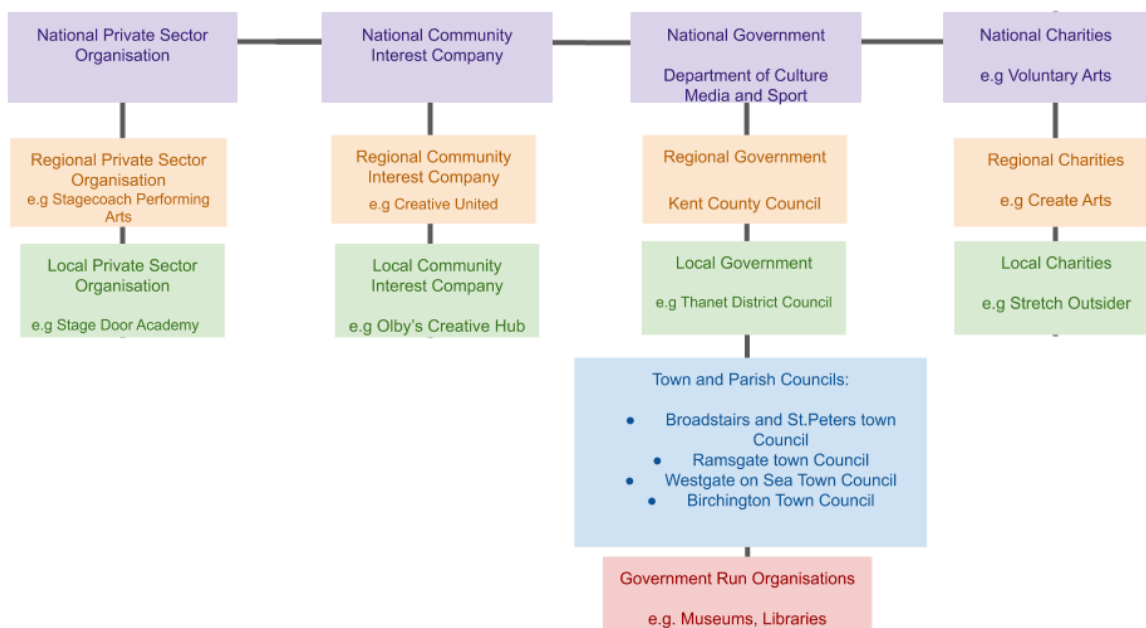 National Private Sector
Organisation
National Community
Interest Company
National Government
Department of Culture
Media and Sport
National Charities
e.g Voluntary Arts
Regional Private Sector
Organisation
e.g Stagecoach Performing
Arts
Regional Community
Interest Company
e.g Creative United
Regional Government
Kent County Council
Regional Charities
e.g Create Arts
Local Private Sector
Organisation
e.g Stage Door Academy
Local Community
Interest Company
e.g Olby's Creative Hub
Local Government
e.g Thanet District Council
Local Charities
e.g Stretch Outsider
Town and Parish Councils:
● Broadstairs and St.Peters town
Council
● Ramsgate town Council
● Westgate on Sea Town Council
● Birchington Town Council
Government Run Organisations
e.g. Museums, Libraries